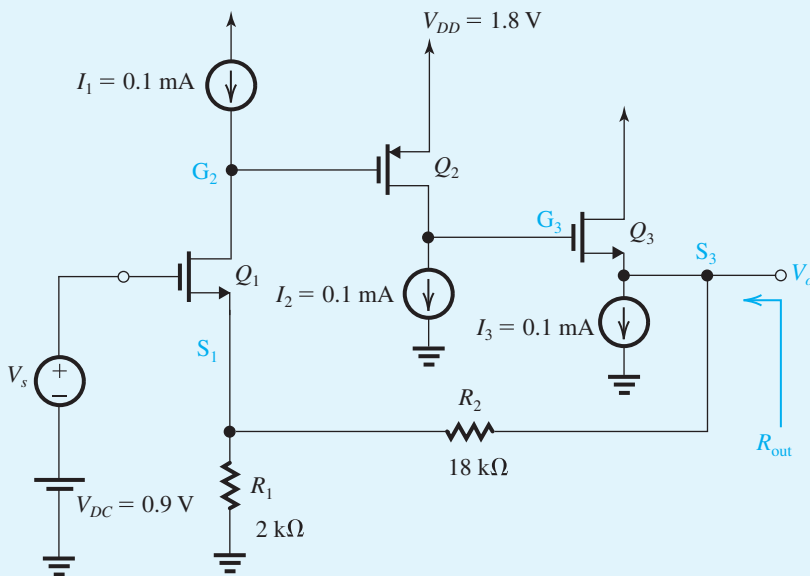 V_DD = 1.8 V
I_1 = 0.1 mA
G_2
Q_2
G_3
Q_3
S_3
Q_1
I_2 = 0.1 mA
I_3 = 0.1 mA
S_1
V_s
+
−
R_2
18 kΩ
R_out
R_1
2 kΩ
V_DC = 0.9 V